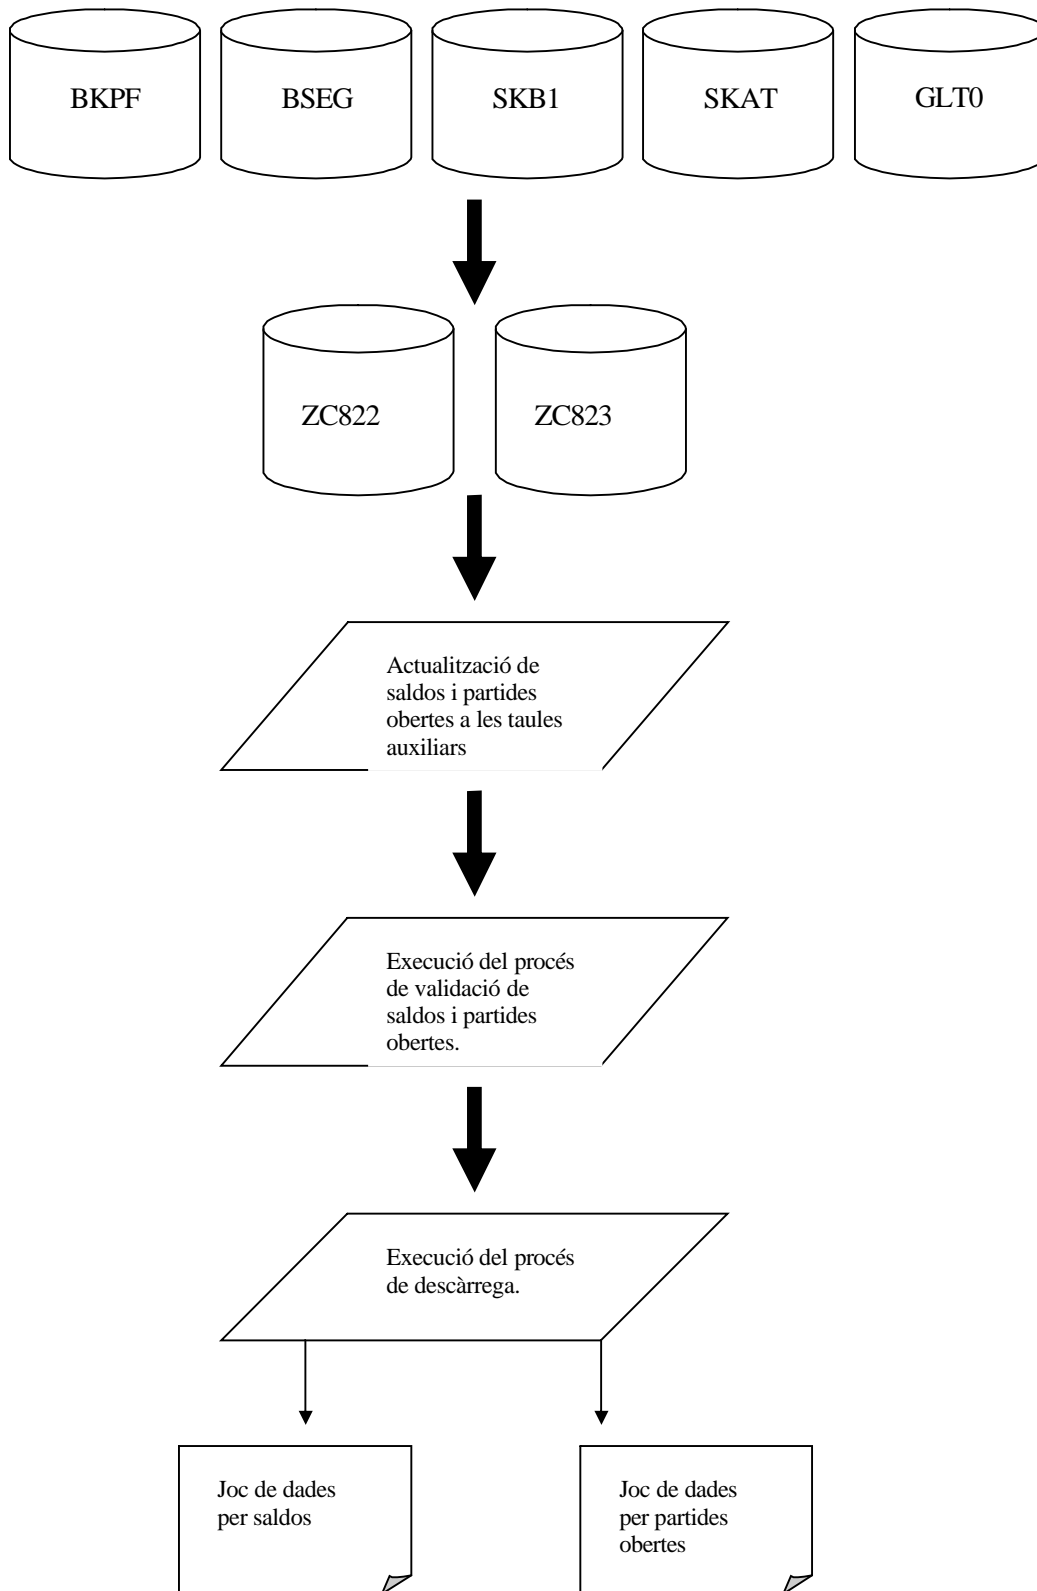 BKPF
BSEG
SKB1
SKAT
GLT0
ZC822
ZC823
Actualització de
saldos i partides
obertes a les taules
auxiliars
Execució del procés
de validació de
saldos i partides
obertes.
Execució del procés
de descàrrega.
Joc de dades
per saldos
Joc de dades
per partides
obertes